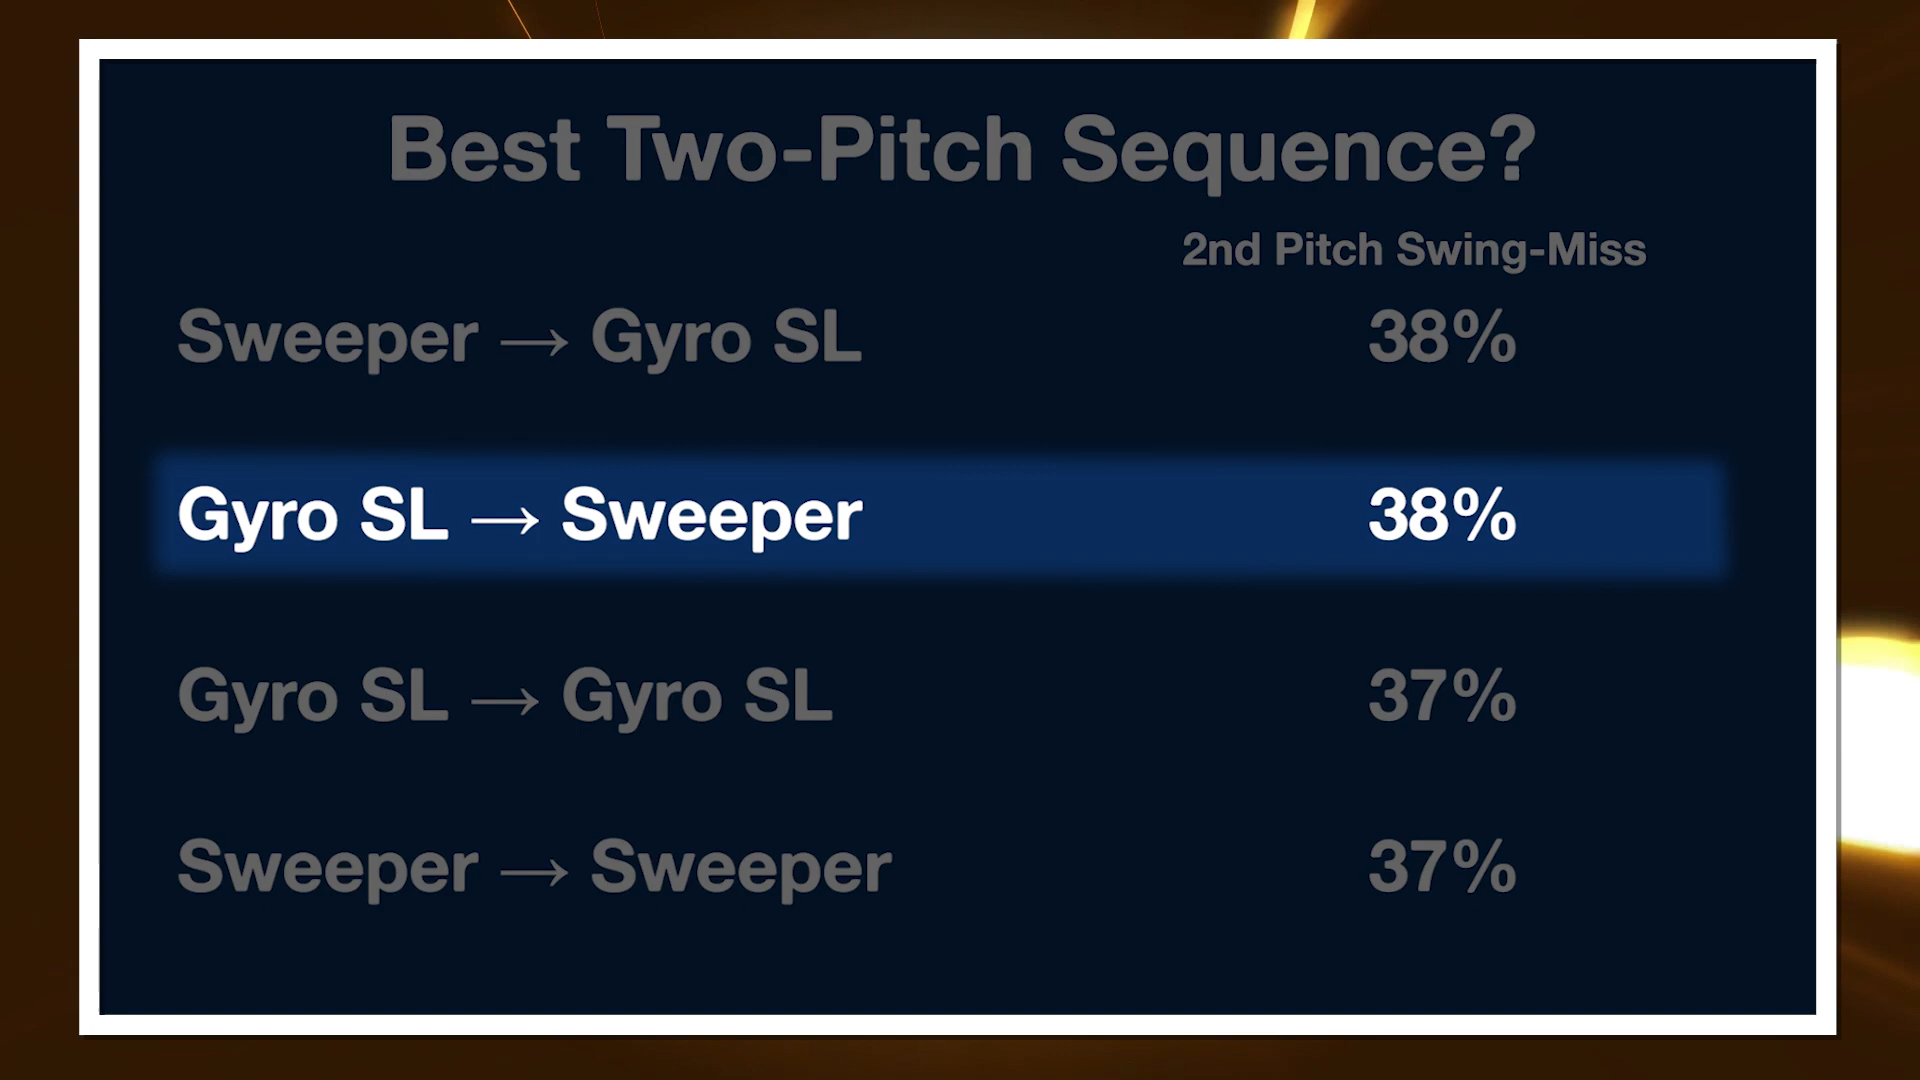 Best Two-Pitch Sequence?
2nd Pitch Swing-Miss
Sweeper → Gyro SL 38%
Gyro SL → Sweeper 38%
Gyro SL → Gyro SL 37%
Sweeper → Sweeper 37%